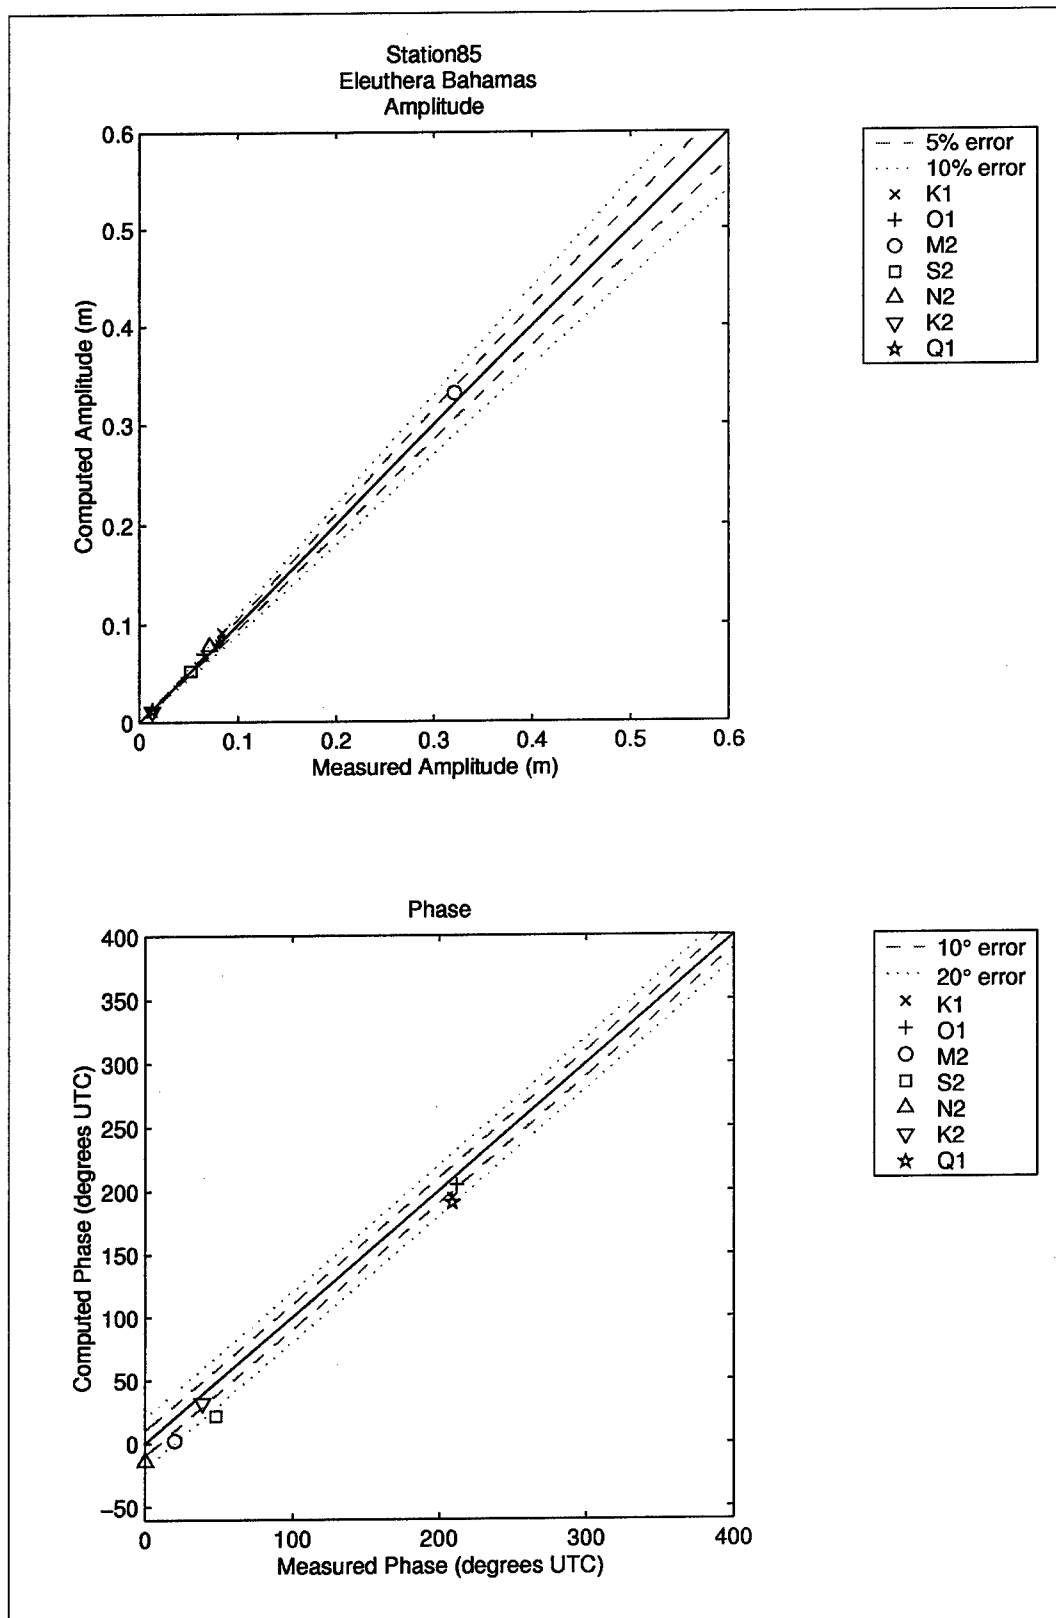 Station85
Eleuthera Bahamas
Amplitude
0.6
0.5
0.4
0.3
0.2
0.1
0
Computed Amplitude (m)
0 0.1 0.2 0.3 0.4 0.5 0.6
Measured Amplitude (m)
5% error
10% error
K1
O1
M2
S2
N2
K2
Q1
Phase
400
350
300
250
200
150
100
50
0
−50
Computed Phase (degrees UTC)
0 100 200 300 400
Measured Phase (degrees UTC)
10° error
20° error
K1
O1
M2
S2
N2
K2
Q1